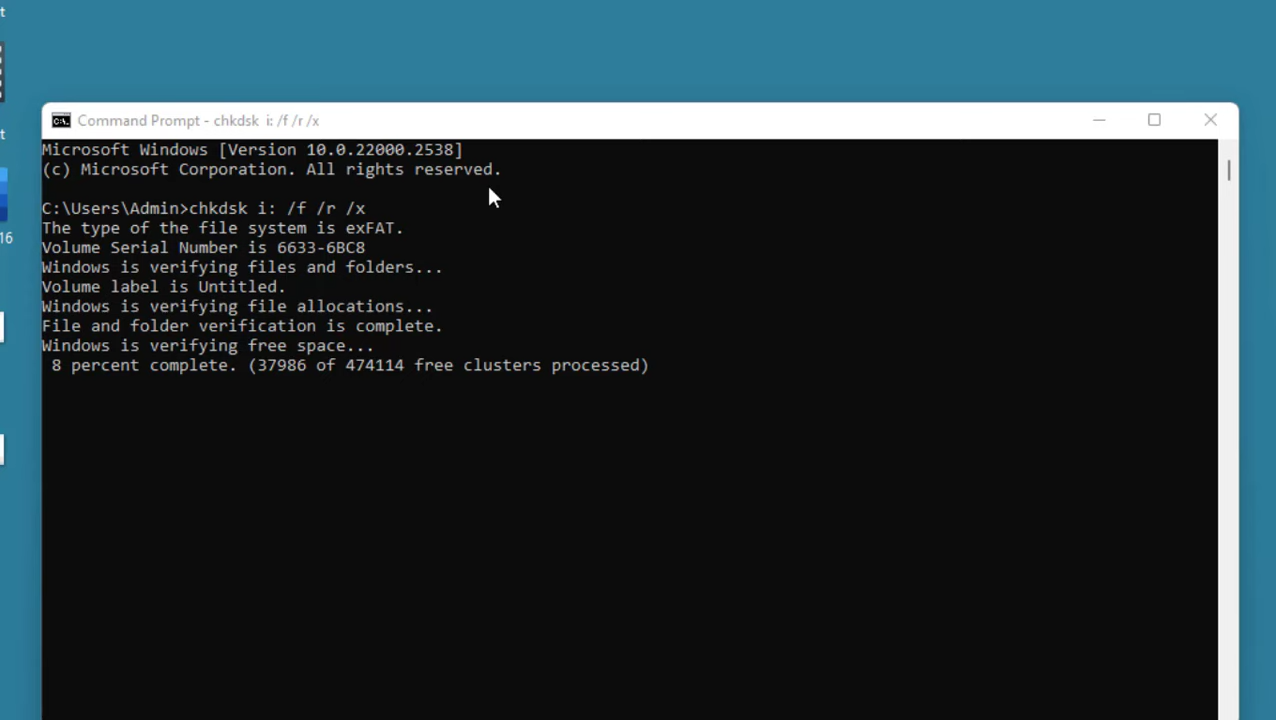 t
t
16
Command Prompt - chkdsk  i: /f /r /x
Microsoft Windows [Version 10.0.22000.2538]
(c) Microsoft Corporation. All rights reserved.
C:\Users\Admin>chkdsk i: /f /r /x
The type of the file system is exFAT.
Volume Serial Number is 6633-6BC8
Windows is verifying files and folders...
Volume label is Untitled.
Windows is verifying file allocations...
File and folder verification is complete.
Windows is verifying free space...
8 percent complete. (37986 of 474114 free clusters processed)